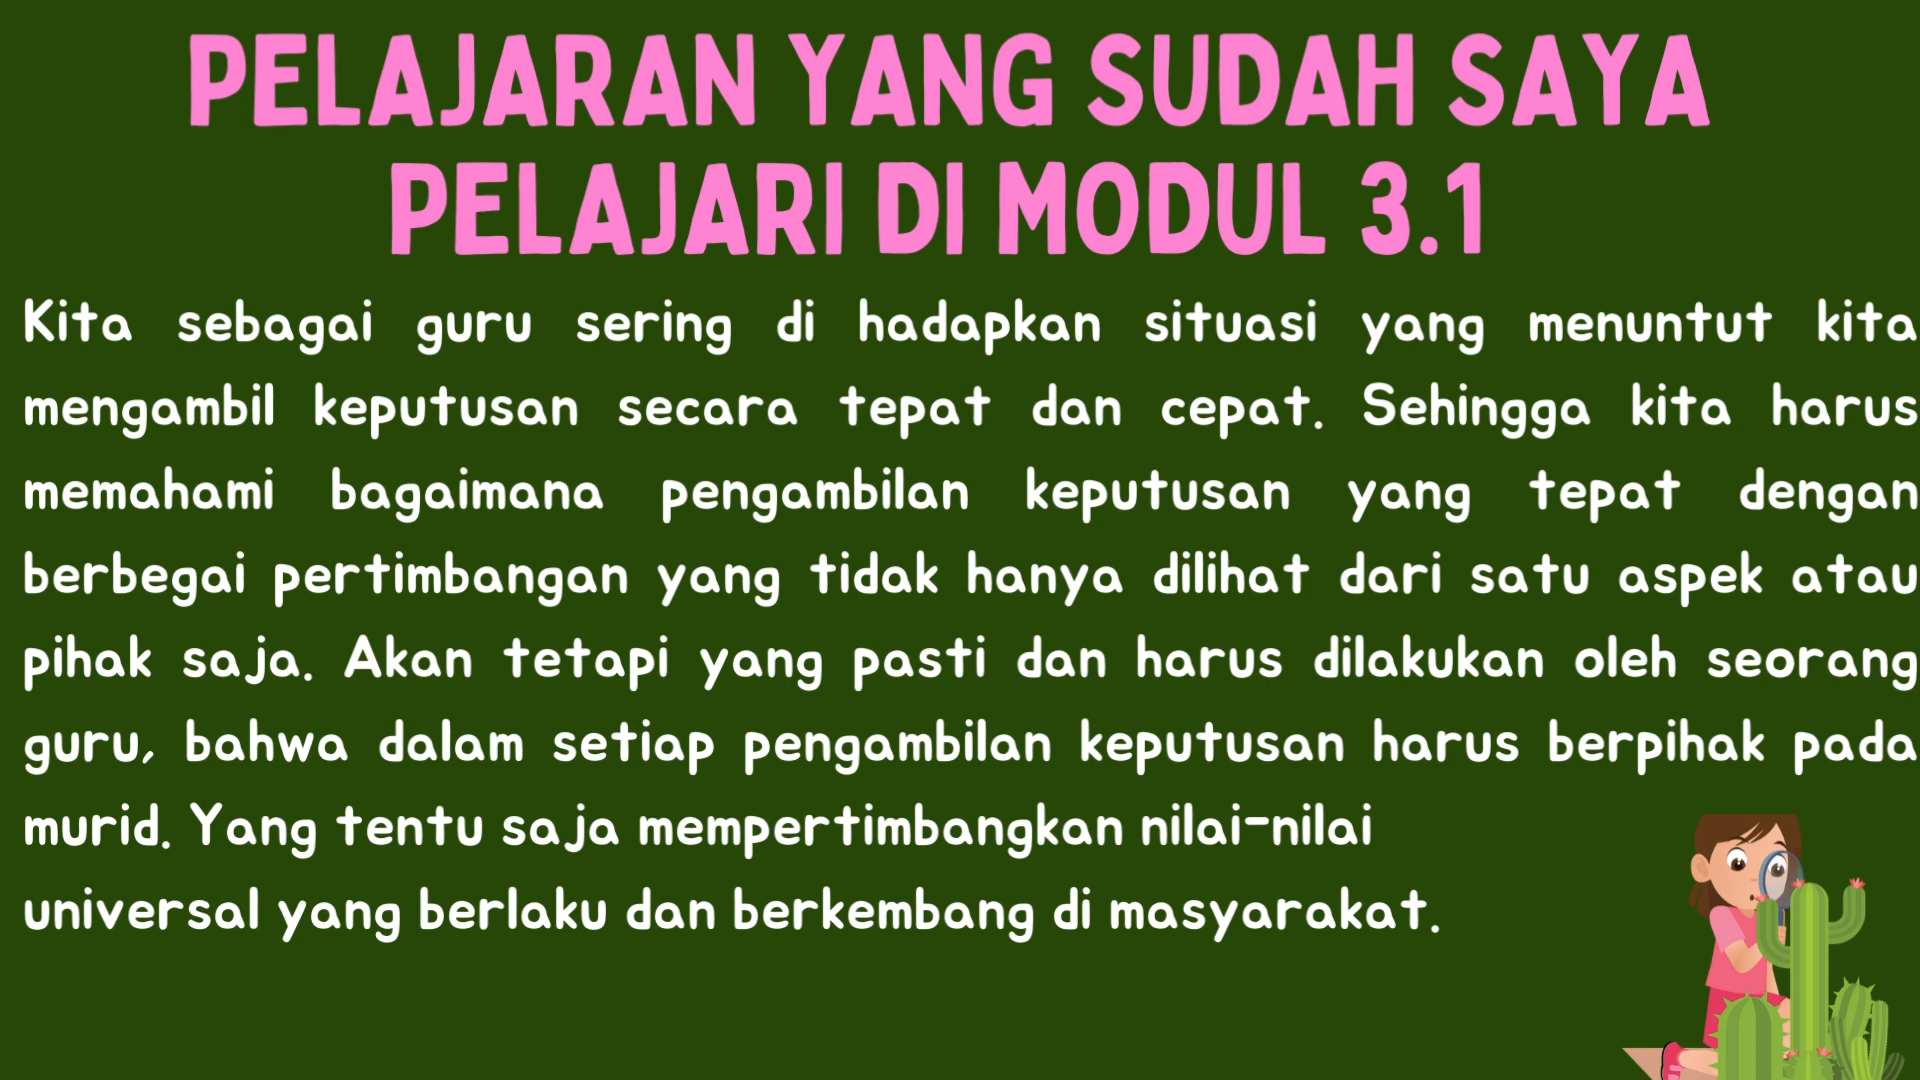 PELAJARAN YANG SUDAH SAYA
PELAJARI DI MODUL 3.1
Kita sebagai guru sering di hadapkan situasi yang menuntut kita
mengambil keputusan secara tepat dan cepat. Sehingga kita harus
memahami bagaimana pengambilan keputusan yang tepat dengan
berbegai pertimbangan yang tidak hanya dilihat dari satu aspek atau
pihak saja. Akan tetapi yang pasti dan harus dilakukan oleh seorang
guru, bahwa dalam setiap pengambilan keputusan harus berpihak pada
murid. Yang tentu saja mempertimbangkan nilai-nilai
universal yang berlaku dan berkembang di masyarakat.